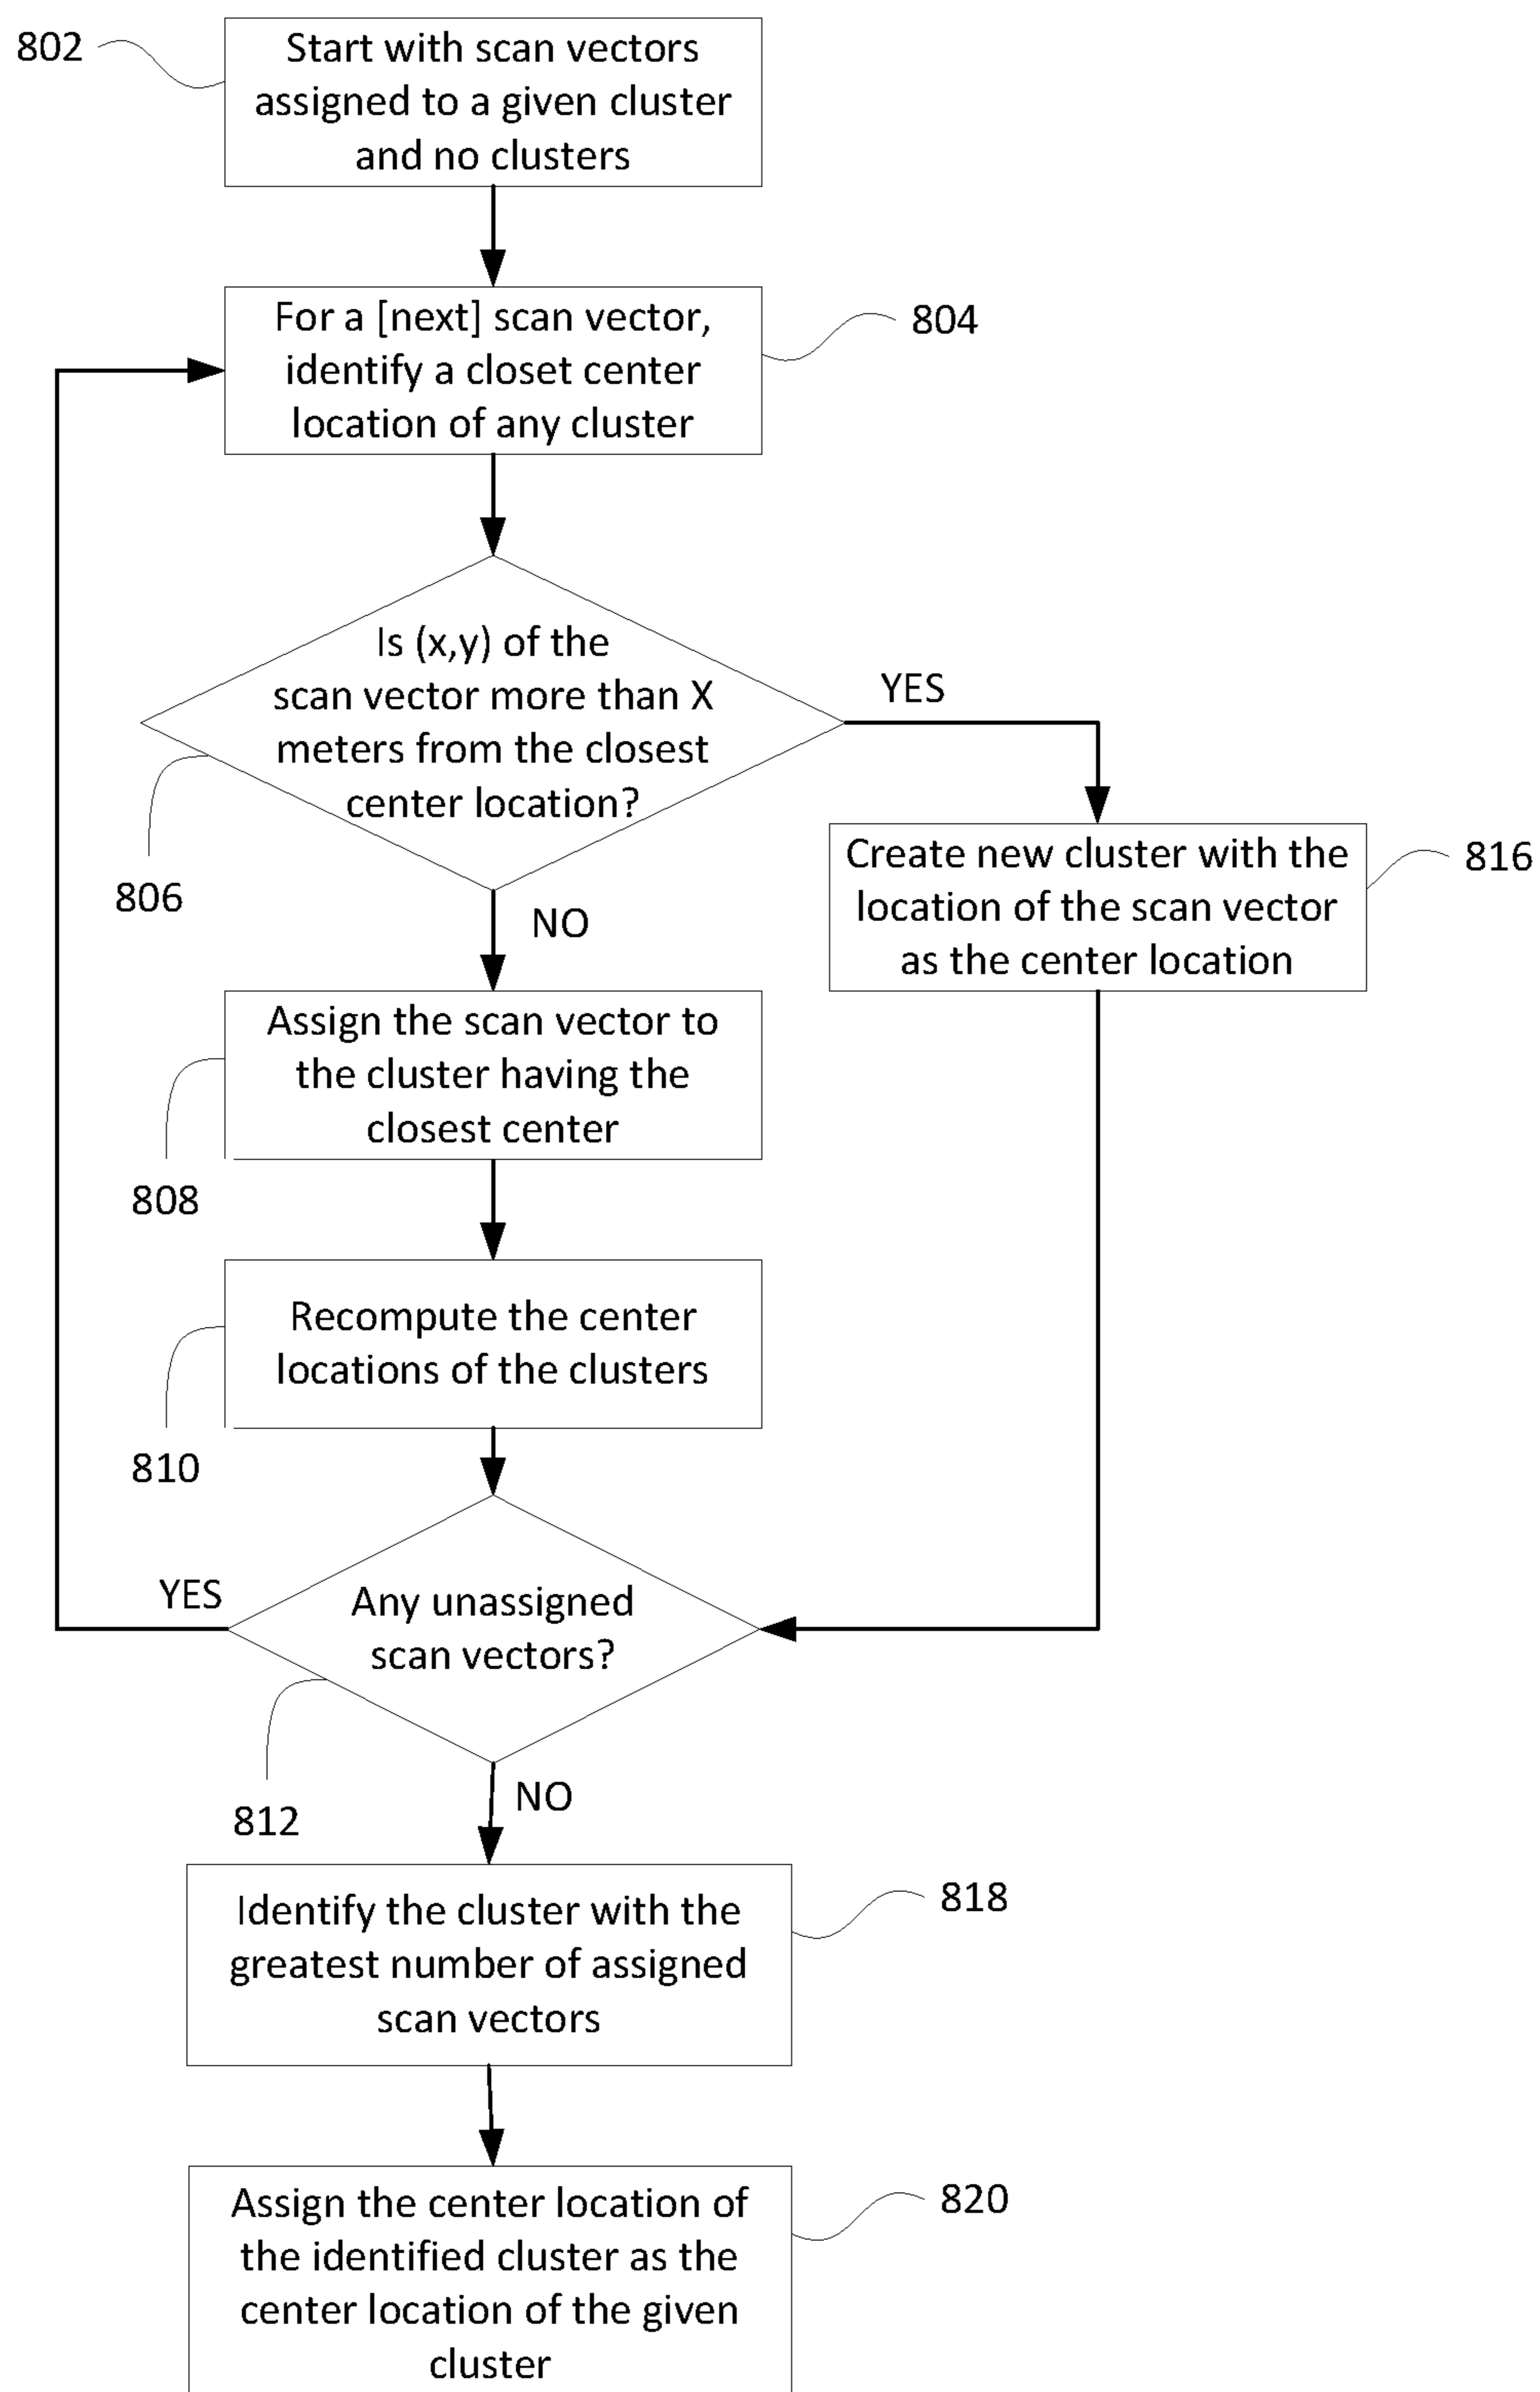 802
Start with scan vectors
assigned to a given cluster
and no clusters
For a [next] scan vector,
identify a closet center
location of any cluster
804
Is (x,y) of the
scan vector more than X
meters from the closest
center location?
YES
806
NO
Create new cluster with the
location of the scan vector
as the center location
816
Assign the scan vector to
the cluster having the
closest center
808
Recompute the center
locations of the clusters
810
YES
Any unassigned
scan vectors?
812
NO
Identify the cluster with the
greatest number of assigned
scan vectors
818
Assign the center location of
the identified cluster as the
center location of the given
cluster
820